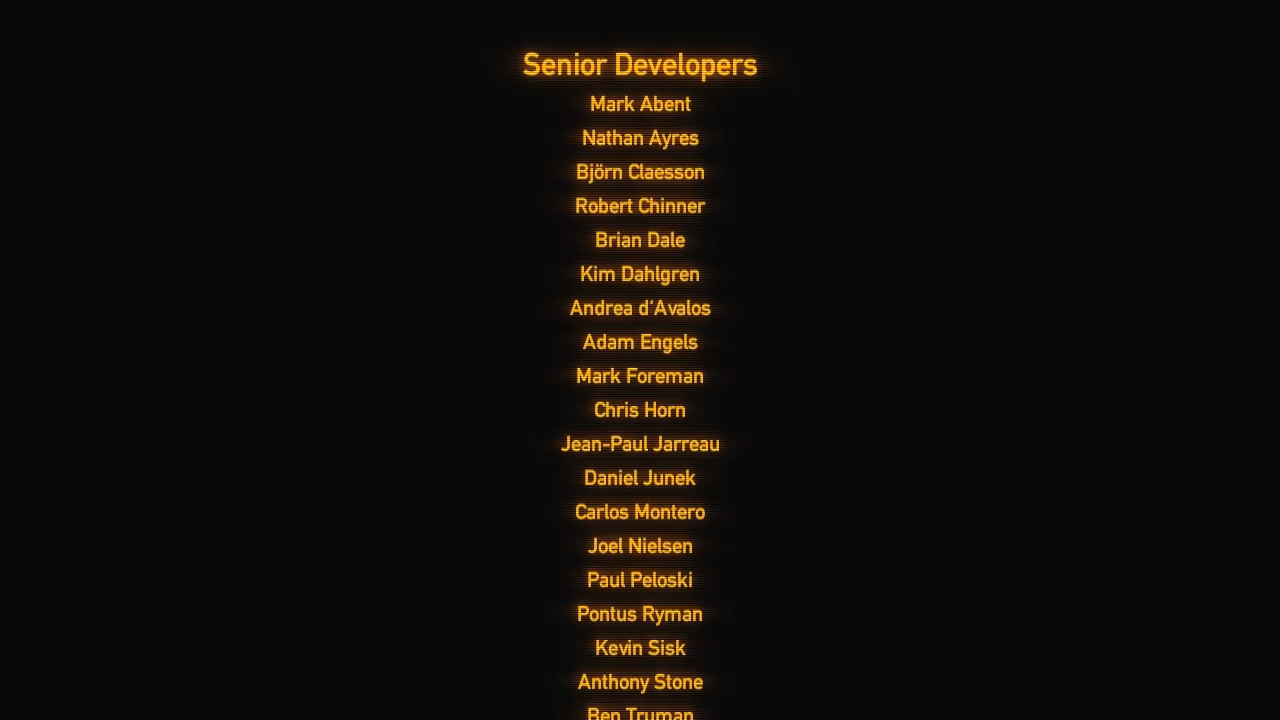 Senior Developers
Mark Abent
Nathan Ayres
Björn Claesson
Robert Chinner
Brian Dale
Kim Dahlgren
Andrea d'Avalos
Adam Engels
Mark Foreman
Chris Horn
Jean-Paul Jarreau
Daniel Junek
Carlos Montero
Joel Nielsen
Paul Peloski
Pontus Ryman
Kevin Sisk
Anthony Stone
Ben Truman